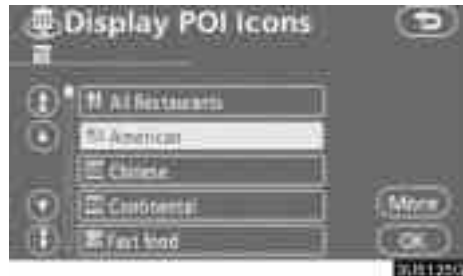 Display POI Icons
All Restaurants
American
Chinese
Continental
More
Fast food
OK